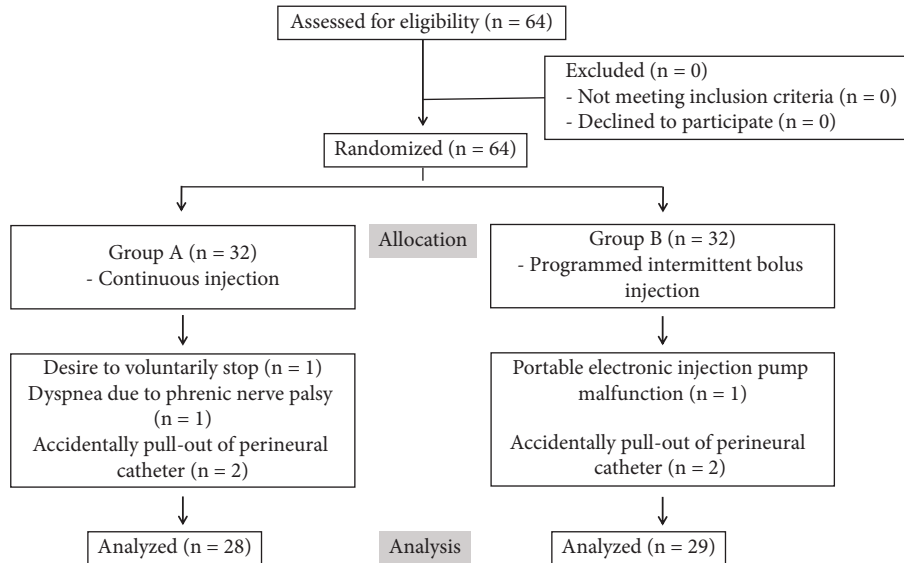 Assessed for eligibility (n = 64)
Excluded (n = 0)
- Not meeting inclusion criteria (n = 0)
- Declined to participate (n = 0)
Randomized (n = 64)
Allocation
Group A (n = 32)
- Continuous injection
Group B (n = 32)
- Programmed intermittent bolus
injection
Desire to voluntarily stop (n = 1)
Dyspnea due to phrenic nerve palsy
(n = 1)
Accidentally pull-out of perineural
catheter (n = 2)
Portable electronic injection pump
malfunction (n = 1)
Accidentally pull-out of perineural
catheter (n = 2)
Analyzed (n = 28)
Analysis
Analyzed (n = 29)